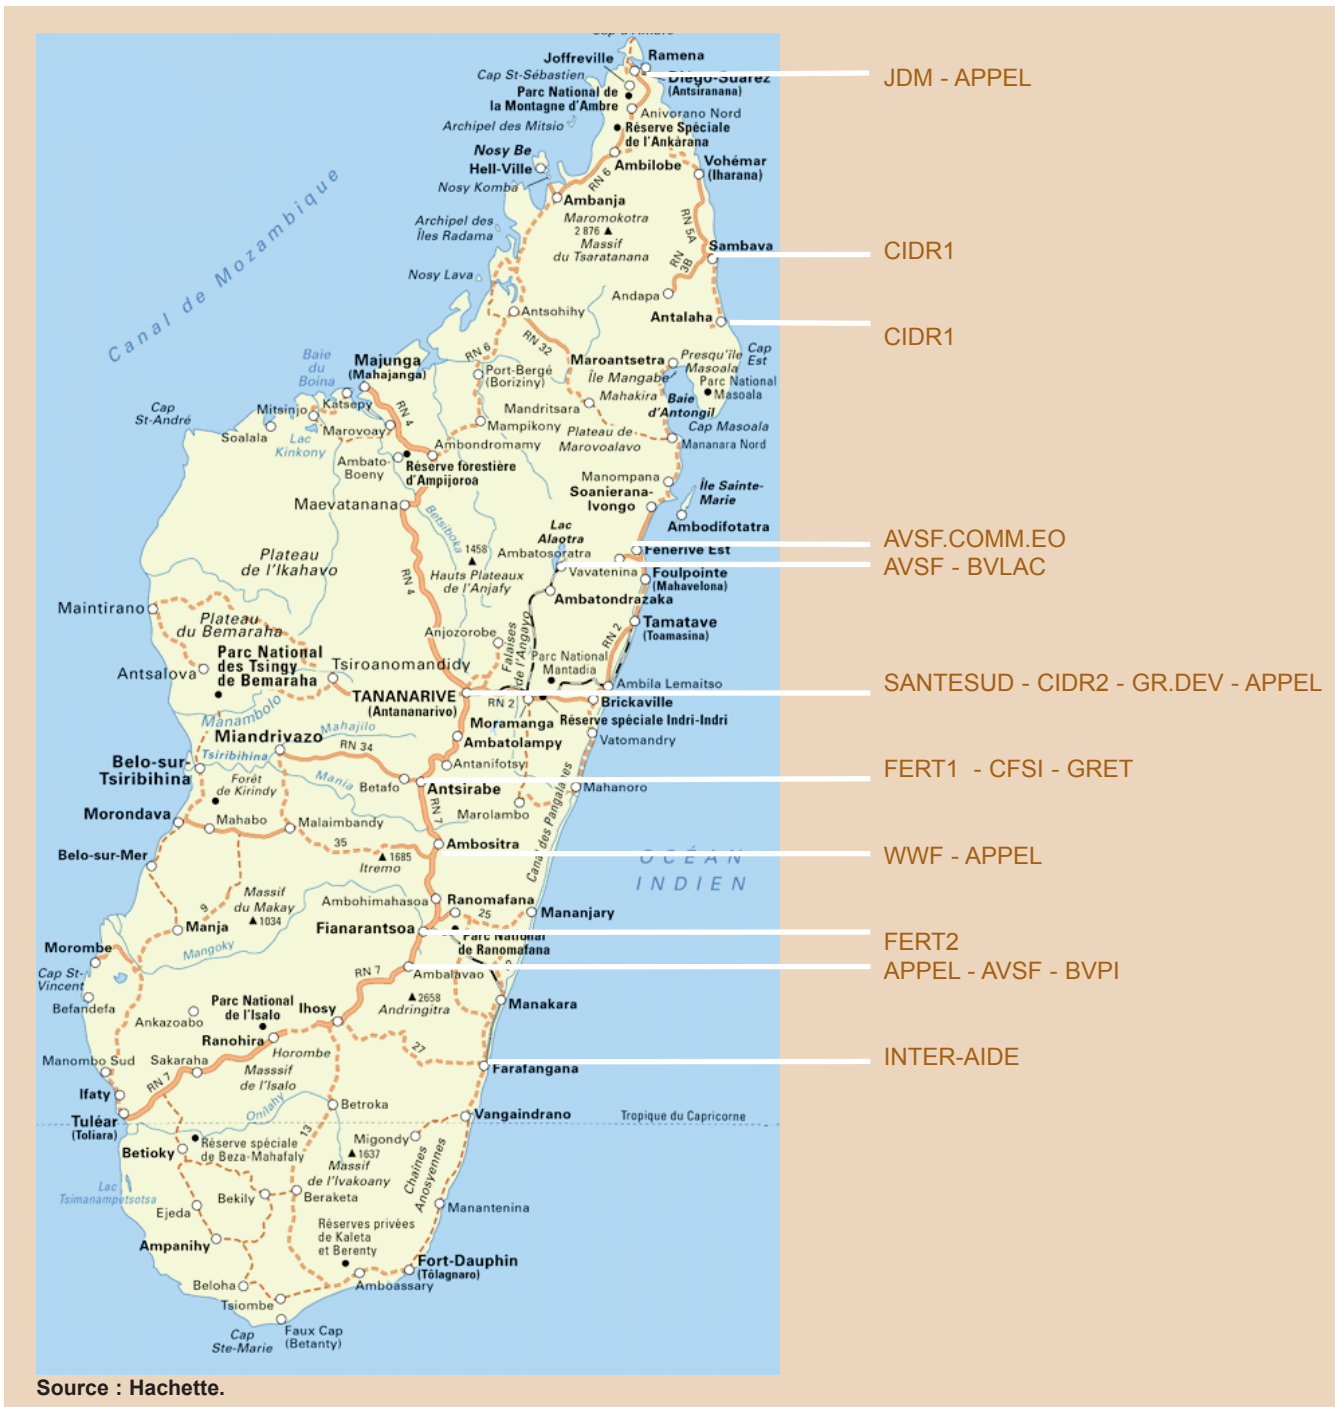 Cap d'Ambre
Joffreville
Ramena
Cap St-Sébastien
Diégo-Suarez
(Antsiranana)
JDM - APPEL
Parc National de
la Montagne d'Ambre
Anivorano Nord
Archipel des Mitsio
Réserve Spéciale
de l'Ankàrana
Nosy Be
Hell-Ville
Ambilobe
Vohémar
(Iharana)
Nosy Komba
RN 6
Ambanja
Canal de Mozambique
Archipel des
Îles Radama
Maromokotra
2 876
Massif
du Tsaratanana
RN 5A
Sambava
CIDR1
RN
3B
Nosy Lava
Andapa
Antsohihy
Antalaha
CIDR1
RN 6
RN 32
Baie
du
Boina
Majunga
(Mahajanga)
Maroantsetra
Presqu'île
Masoala
Cap
Est
Port-Bergé
(Boriziny)
Île Mangabe
Parc National
Masoala
Cap
St-André
Mitsinjo
Katsepy
RN 4
Mandritsara
Mahakira
Baie
d'Antongil
Soalala
Lac
Kinkony
Marovoay
Mampikony
Plateau de
Marovoalavo
Cap Masoala
Mananara Nord
Ambondromamy
Ambato-
Boeny
Réserve forestière
d'Ampijoroa
Manompana
Île Sainte-
Marie
Soanierana-
Ivongo
Maevatanana
Betsiboka
Ambodifotatra
Lac
Alaotra
AVSF.COMM.EO
Plateau
de l'Ikahavo
1458
Ambatosoratra
Fénerive Est
AVSF - BVLAC
Hauts Plateaux
de l'Anjafy
Vavatenina
Foulpointe
(Mahavelona)
RN 4
Ambatondrazaka
Maintirano
Plateau
du Bemaraha
Tamatave
(Toamasina)
Anjozorobe
Falaises
de l'Angavo
RN 2
Parc National
des Tsingy
de Bemaraha
Tsiroanomandidy
Parc National
Mantadia
Antsalova
Ambila Lemaitso
SANTESUD - CIDR2 - GR.DEV - APPEL
TANANARIVE
(Antananarivo)
RN 2
Brickaville
Manambolo
Moramanga
Réserve spéciale Indri-Indri
Mahajilo
Miandrivazo
Ambatolampy
Vatomandry
RN 34
Belo-sur-
Tsiribihina
Tsiribihina
Antanifotsy
FERT1 - CFSI - GRET
Mania
Forêt
de Kirindy
Betafo
Antsirabe
Mahanoro
Morondava
RN 7
Marolambo
Canal des Pangalanes
Mahabo
Malaimbandy
35
Ambositra
Belo-sur-Mer
1685
Itremo
OCÉAN
INDIEN
WWF - APPEL
Massif
du Makay
1034
9
Ambohimahasoa
Ranomafana
25
Mananjary
Manja
Fianarantsoa
FERT2
Morombe
Mangoky
Parc National
de Ranomafana
APPEL - AVSF - BVPI
Cap St-
Vincent
RN 7
Ambalavao
Befandefa
Parc National
de l'Isalo
Ihosy
2658
Andringitra
Manakara
Ankazoabo
Ranohira
Horombe
27
INTER-AIDE
Manombo Sud
Sakaraha
Masssif
de l'Isalo
Farafangana
RN 7
Ifaty
Onilahy
Betroka
Tuléar
(Toliara)
Vangaindrano
Tropique du Capricorne
13
Migondy
Betioky
Réserve spéciale
de Beza-Mahafaly
1637
Massif
de l'Ivakoany
Chaînes
Anosyennes
Lac
Tsimanampetsotsa
Bekily
Beraketa
Ejeda
Manantenina
Réserves privées
de Kaleta
et Berenty
Ampanihy
Fort-Dauphin
(Tôlagnaro)
Beloha
Amboassary
Tsiombe
Cap
Ste-Marie
Faux Cap
(Betanty)
Source : Hachette.